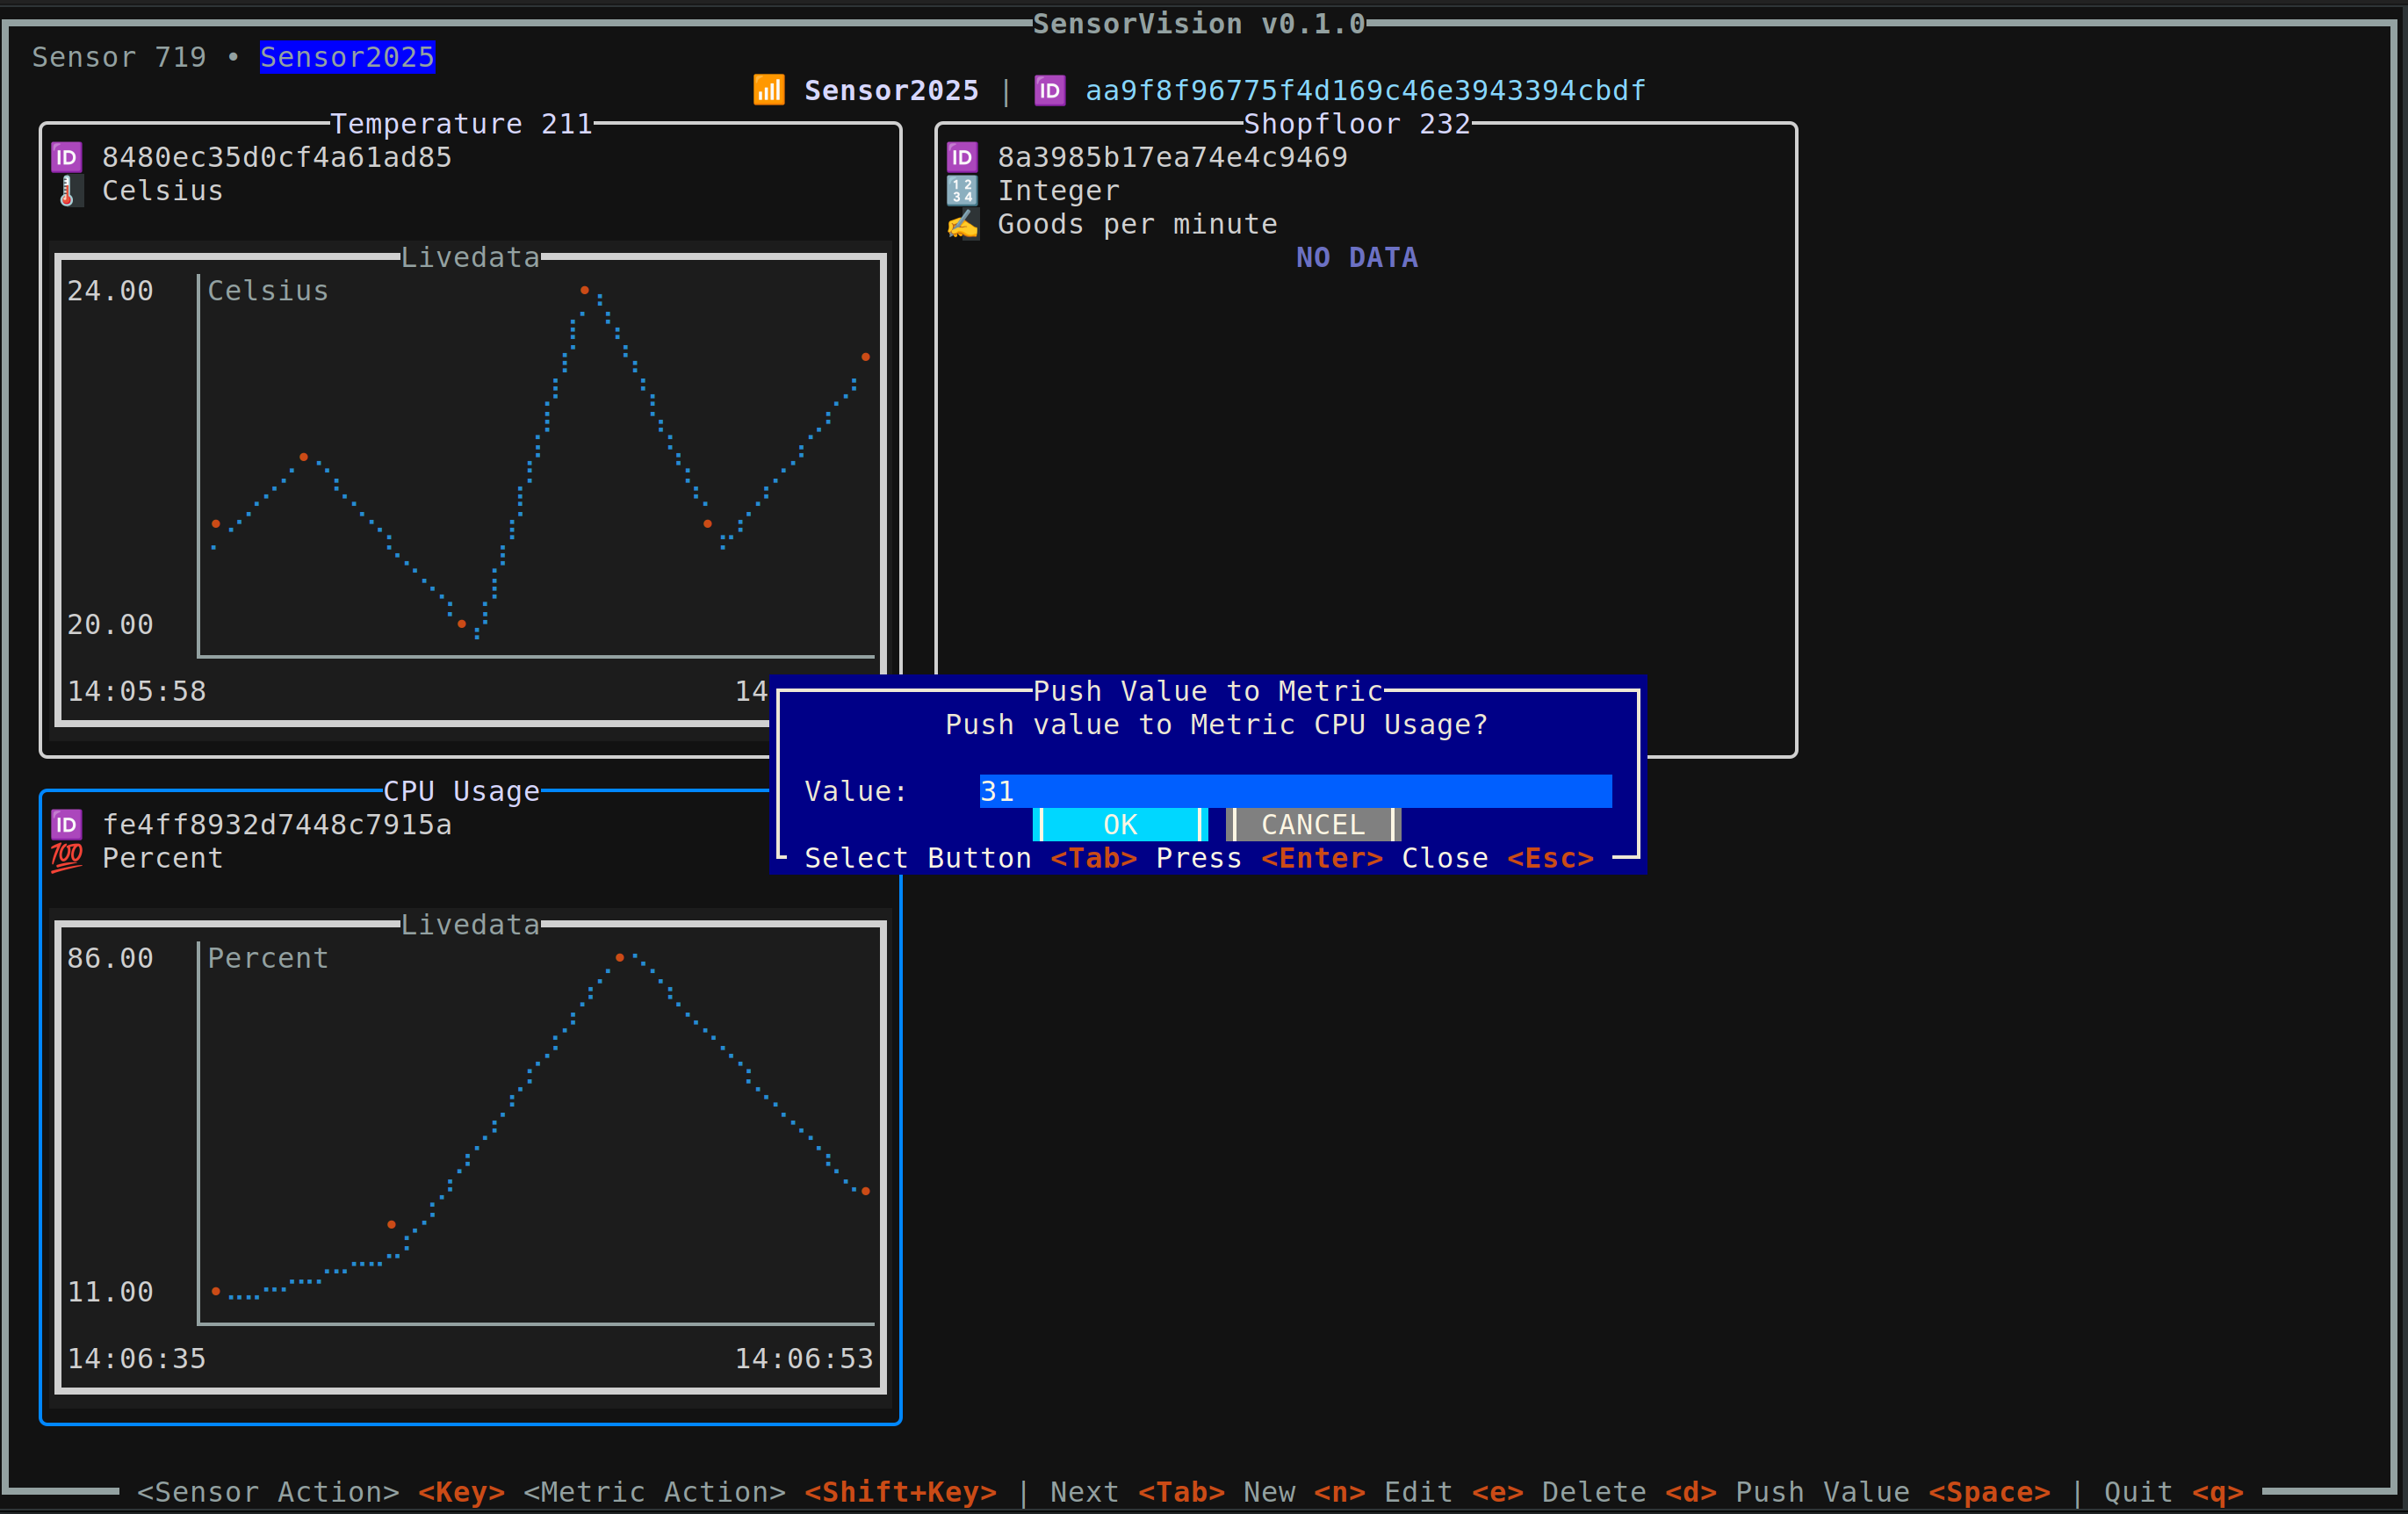 SensorVision v0.1.0
Sensor 719 • Sensor2025
📶 Sensor2025 | 🆔 aa9f8f96775f4d169c46e3943394cbdf
Temperature 211
🆔 8480ec35d0cf4a61ad85
🌡 Celsius
Livedata
24.00
Celsius
20.00
14:05:58
14
Shopfloor 232
🆔 8a3985b17ea74e4c9469
🔢 Integer
✍ Goods per minute
NO DATA
Push Value to Metric
Push value to Metric CPU Usage?
Value: 31
OK CANCEL
Select Button <Tab> Press <Enter> Close <Esc>
CPU Usage
🆔 fe4ff8932d7448c7915a
💯 Percent
Livedata
86.00
Percent
11.00
14:06:35 14:06:53
<Sensor Action> <Key> <Metric Action> <Shift+Key> | Next <Tab> New <n> Edit <e> Delete <d> Push Value <Space> | Quit <q>